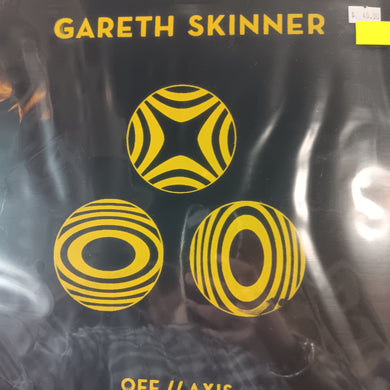 GARETH SKINNER
OFF // AXIS